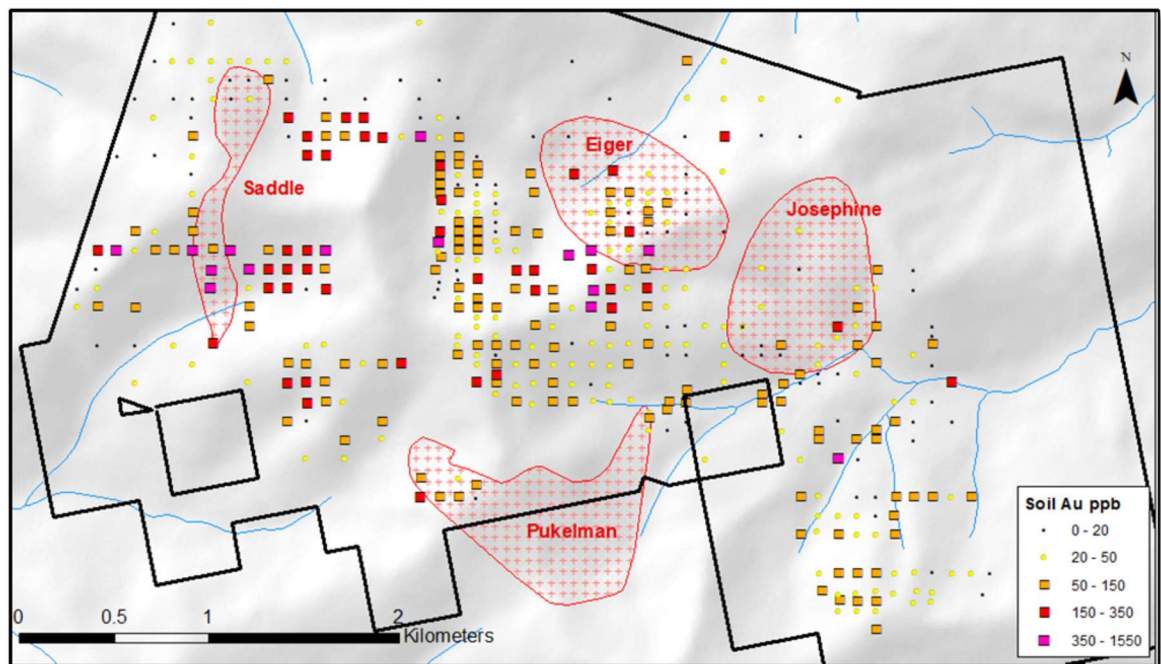 N
Eiger
Saddle
Josephine
Pukelman
Soil Au ppb
0 - 20
20 - 50
50 - 150
150 - 350
350 - 1550
0 0.5 1 2
Kilometers